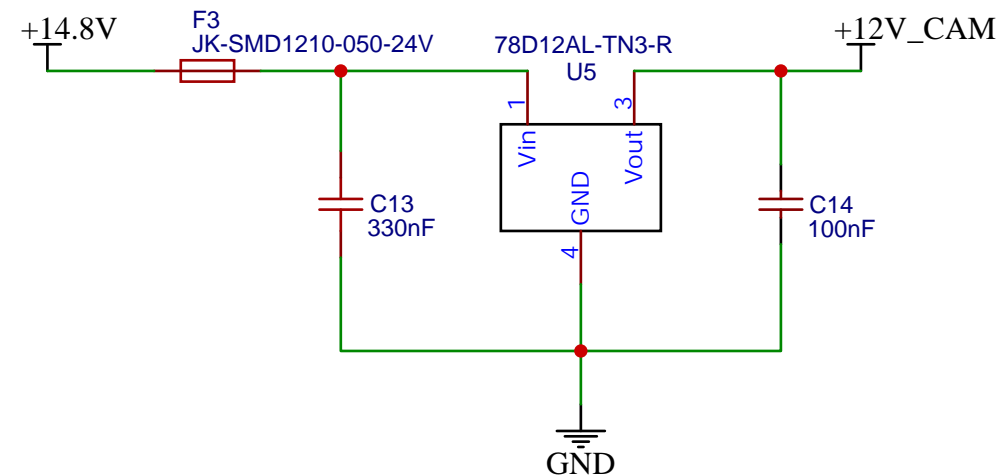 +14.8V
F3
JK-SMD1210-050-24V
78D12AL-TN3-R
U5
+12V_CAM
1
3
Vin
Vout
GND
4
C13
330nF
C14
100nF
GND